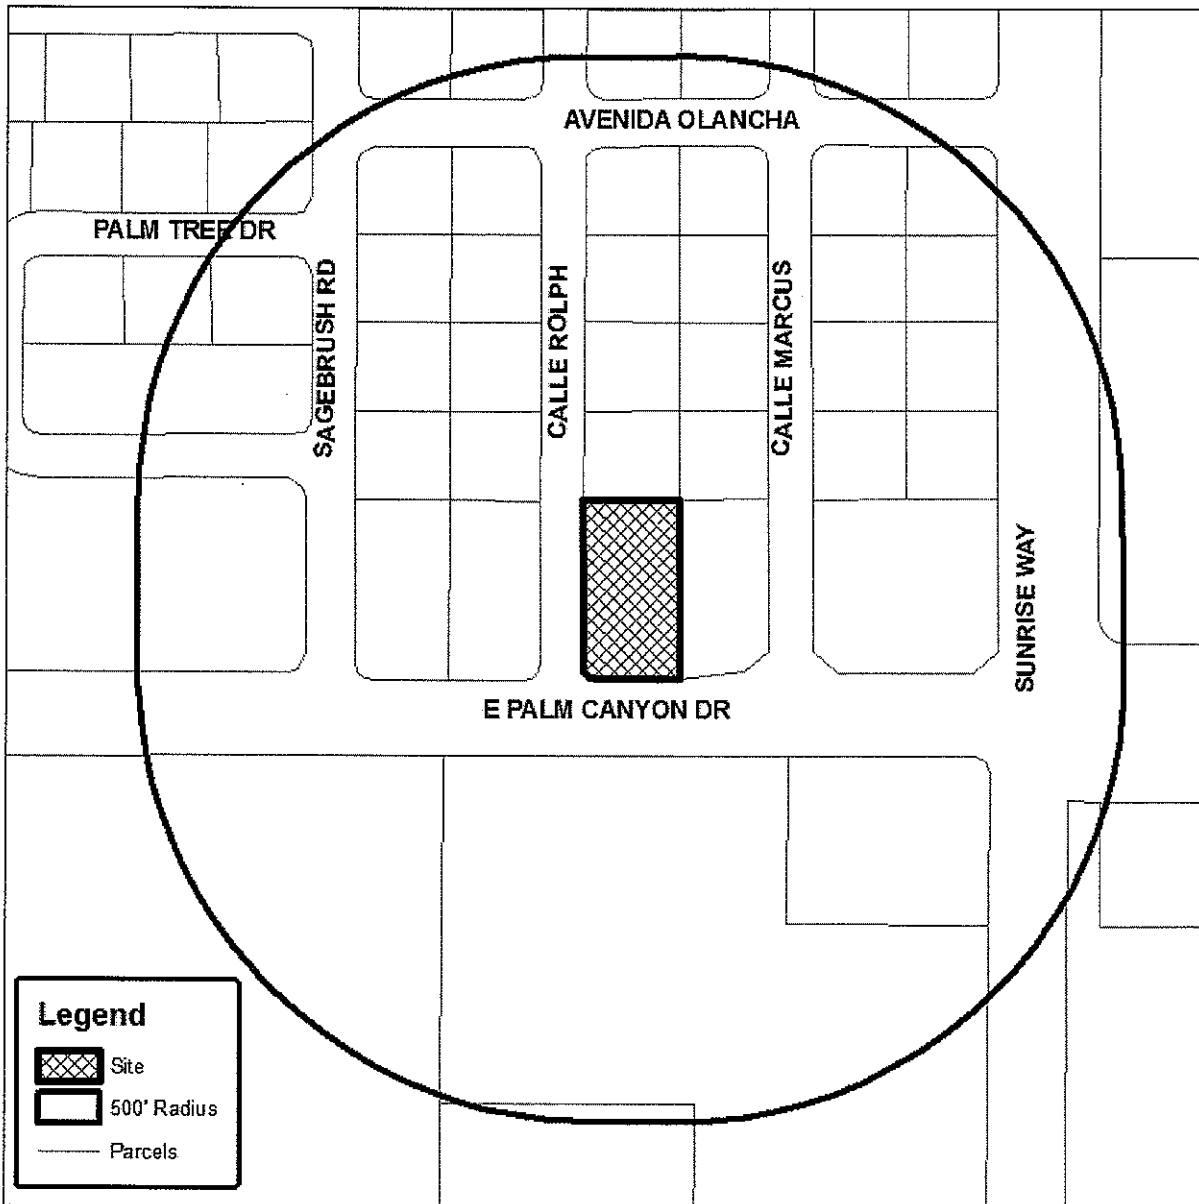 AVENIDA OLANCHA
PALM TREE DR
SAGEBRUSH RD
CALLE ROLPH
CALLE MARCUS
SUNRISE WAY
E PALM CANYON DR
Legend
Site
500' Radius
Parcels